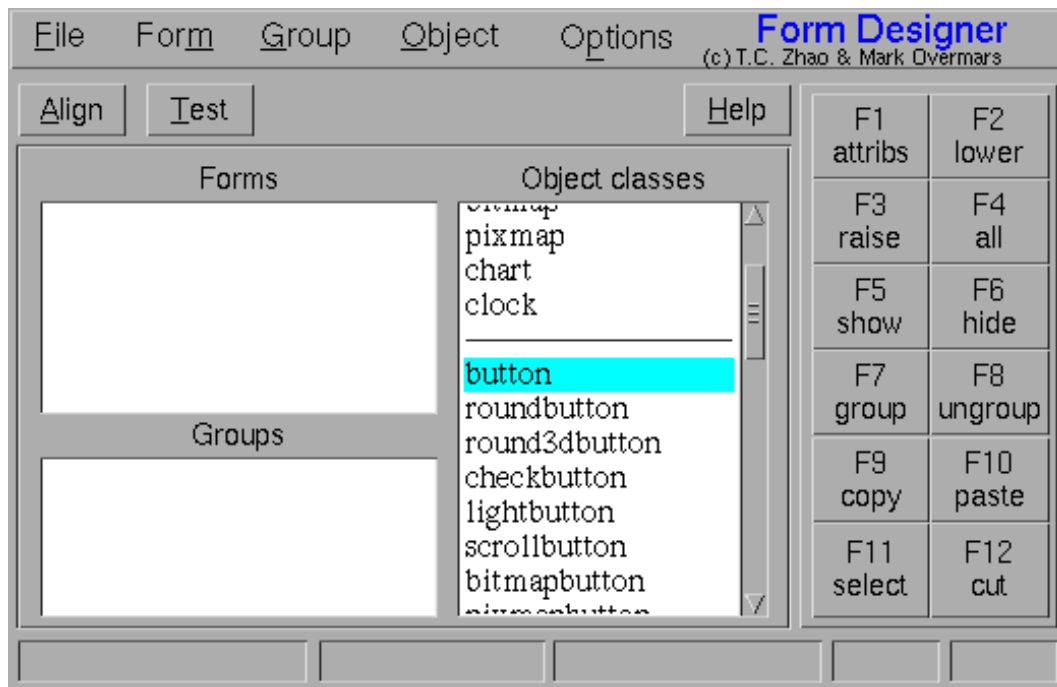 File Form Group Object Options
Form Designer
(c) T.C. Zhao & Mark Overmars
Align Test Help
Forms
Groups
Object classes
pixmap
chart
clock
button
roundbutton
round3dbutton
checkbutton
lightbutton
scrollbutton
bitmapbutton
F1
attribs
F2
lower
F3
raise
F4
all
F5
show
F6
hide
F7
group
F8
ungroup
F9
copy
F10
paste
F11
select
F12
cut